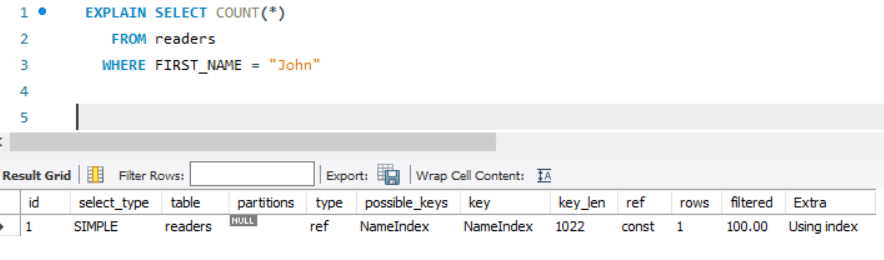 1 EXPLAIN SELECT COUNT(*)
2 FROM readers
3 WHERE FIRST_NAME = "John"
4
5
Result Grid Filter Rows: Export: Wrap Cell Content: IA
id select_type table partitions type possible_keys key key_len ref rows filtered Extra
1 SIMPLE readers NULL ref NameIndex NameIndex 1022 const 1 100.00 Using index